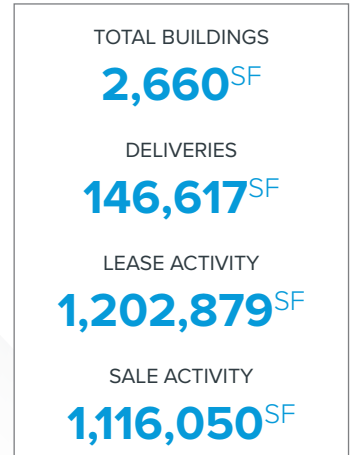 TOTAL BUILDINGS
2,660SF
DELIVERIES
146,617SF
LEASE ACTIVITY
1,202,879SF
SALE ACTIVITY
1,116,050SF